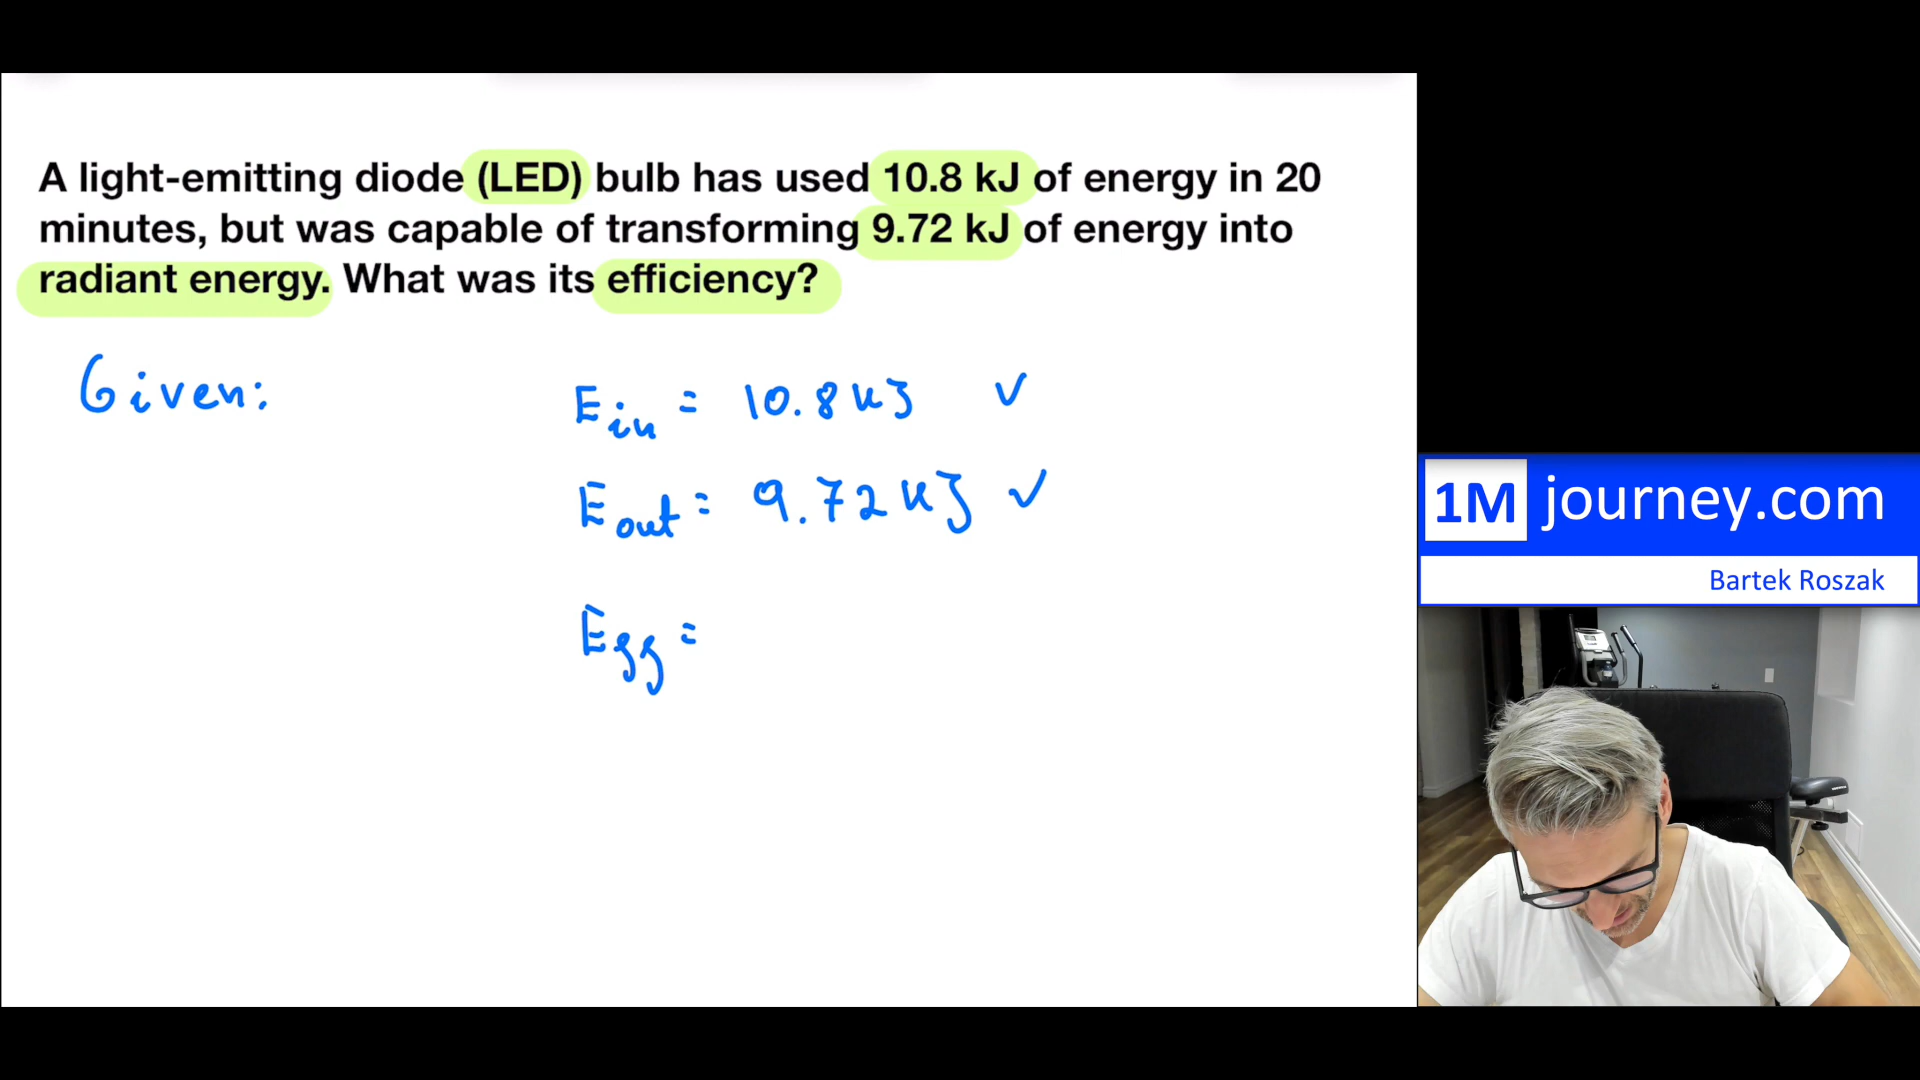 A light-emitting diode (LED) bulb has used 10.8 kJ of energy in 20
minutes, but was capable of transforming 9.72 kJ of energy into
radiant energy. What was its efficiency?
Given:
Ein = 10.8 kJ ✓
Eout = 9.72 kJ ✓
Eff =
1M journey.com
Bartek Roszak